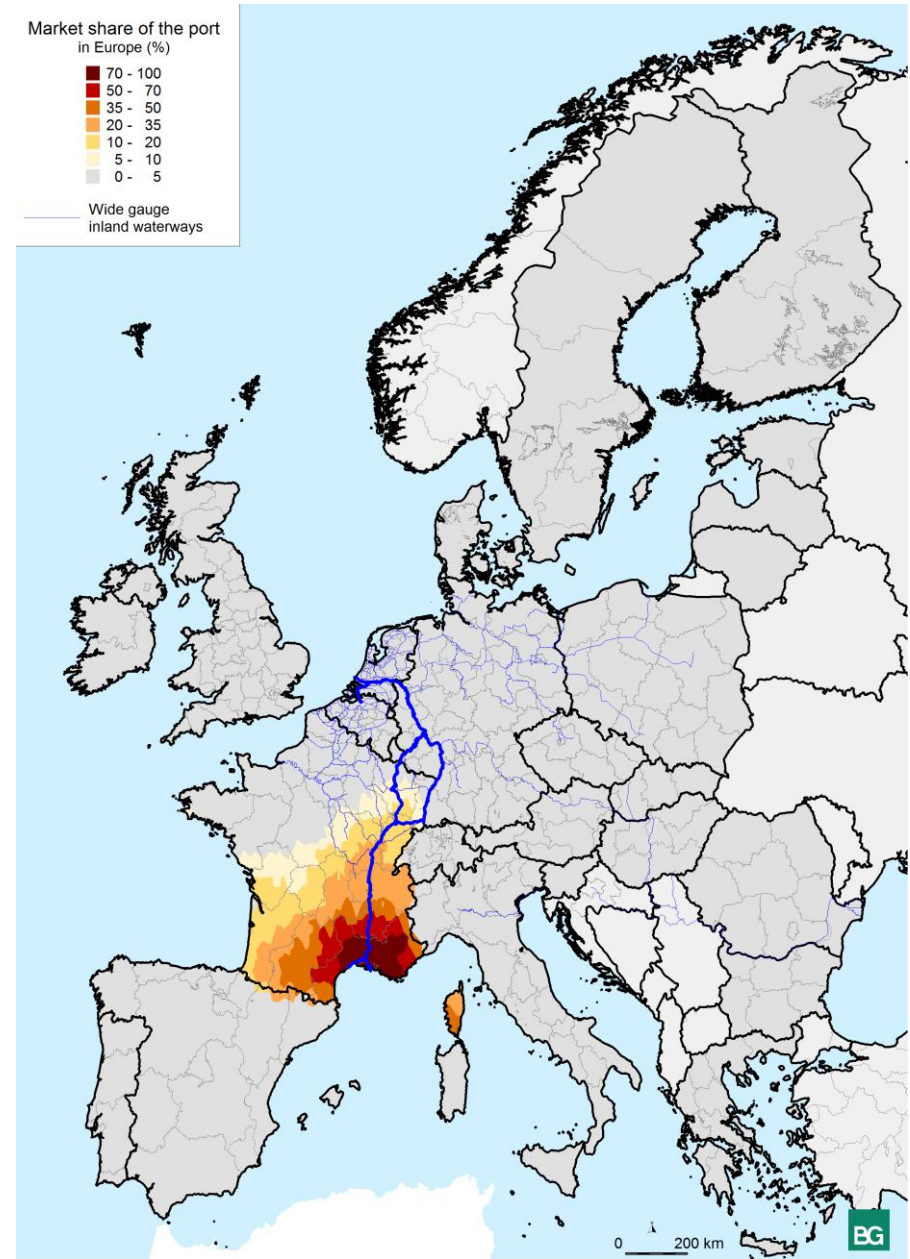 Market share of the port
in Europe (%)
70 - 100
50 - 70
35 - 50
20 - 35
10 - 20
5 - 10
0 - 5
Wide gauge
inland waterways
0 200 km
BG